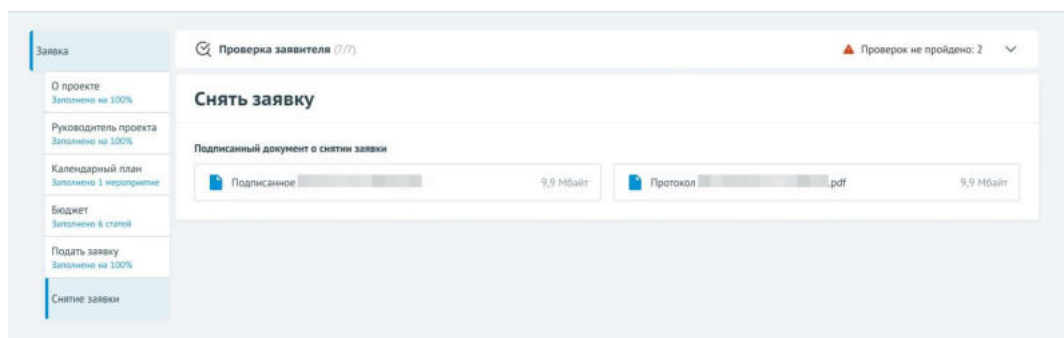 Заявка
О проекте
Заполнено на 100%
Руководитель проекта
Заполнено на 100%
Календарный план
Заполнено 1 мероприятие
Бюджет
Заполнено 6 статей
Подать заявку
Заполнено на 100%
Снятие заявки
Проверка заявителя (7/7)
Проверок не пройдено: 2
Снять заявку
Подписанный документ о снятии заявки
Подписанное
9,9 Мбайт
Протокол .pdf
9,9 Мбайт